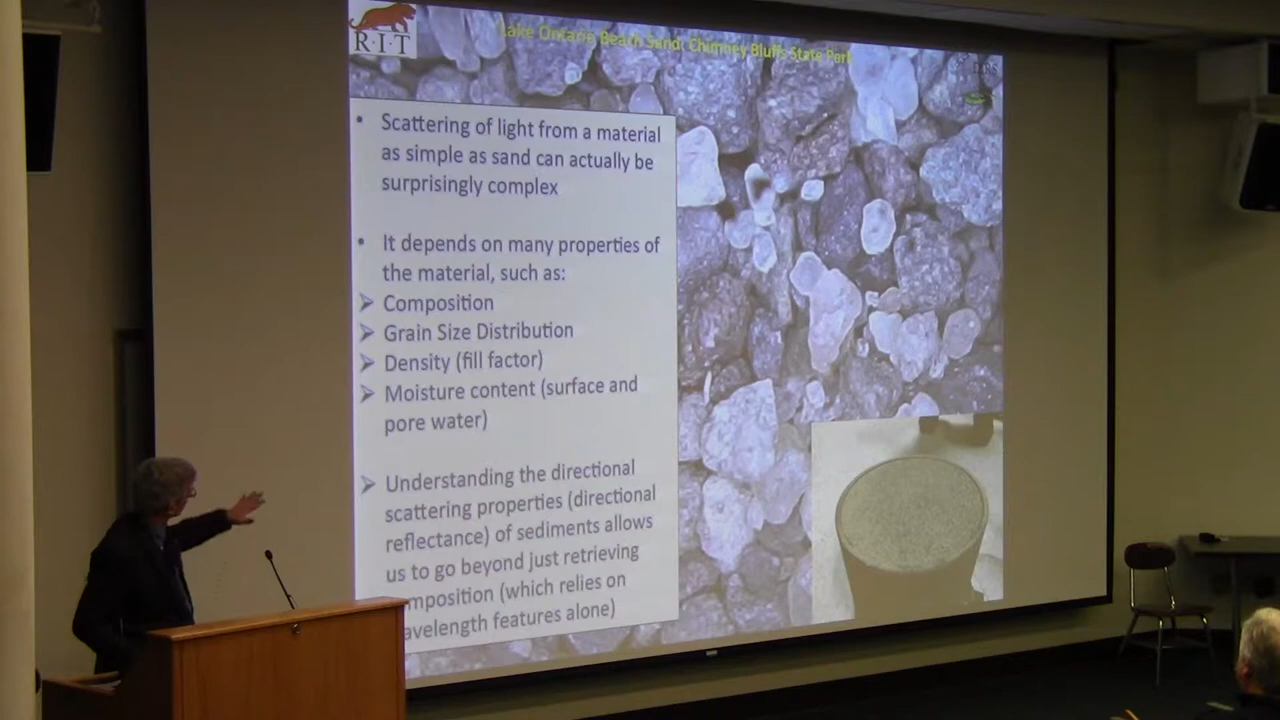 R·I·T
Lake Ontario Beach Sand: Chimney Bluffs State Park
• Scattering of light from a material
as simple as sand can actually be
surprisingly complex
• It depends on many properties of
the material, such as:
➢ Composition
➢ Grain Size Distribution
➢ Density (fill factor)
➢ Moisture content (surface and
pore water)
➢ Understanding the directional
scattering properties (directional
reflectance) of sediments allows
us to go beyond just retrieving
mposition (which relies on
avelength features alone)